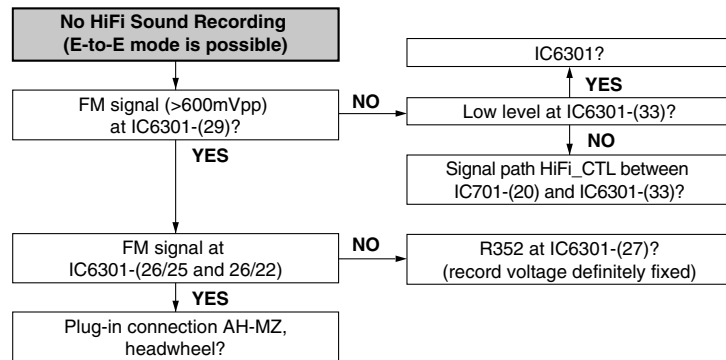 No HiFi Sound Recording
(E-to-E mode is possible)
IC6301?
YES
FM signal (>600mVpp)
at IC6301-(29)?
NO
Low level at IC6301-(33)?
YES
NO
Signal path HiFi_CTL between
IC701-(20) and IC6301-(33)?
FM signal at
IC6301-(26/25 and 26/22)
NO
R352 at IC6301-(27)?
(record voltage definitely fixed)
YES
Plug-in connection AH-MZ,
headwheel?